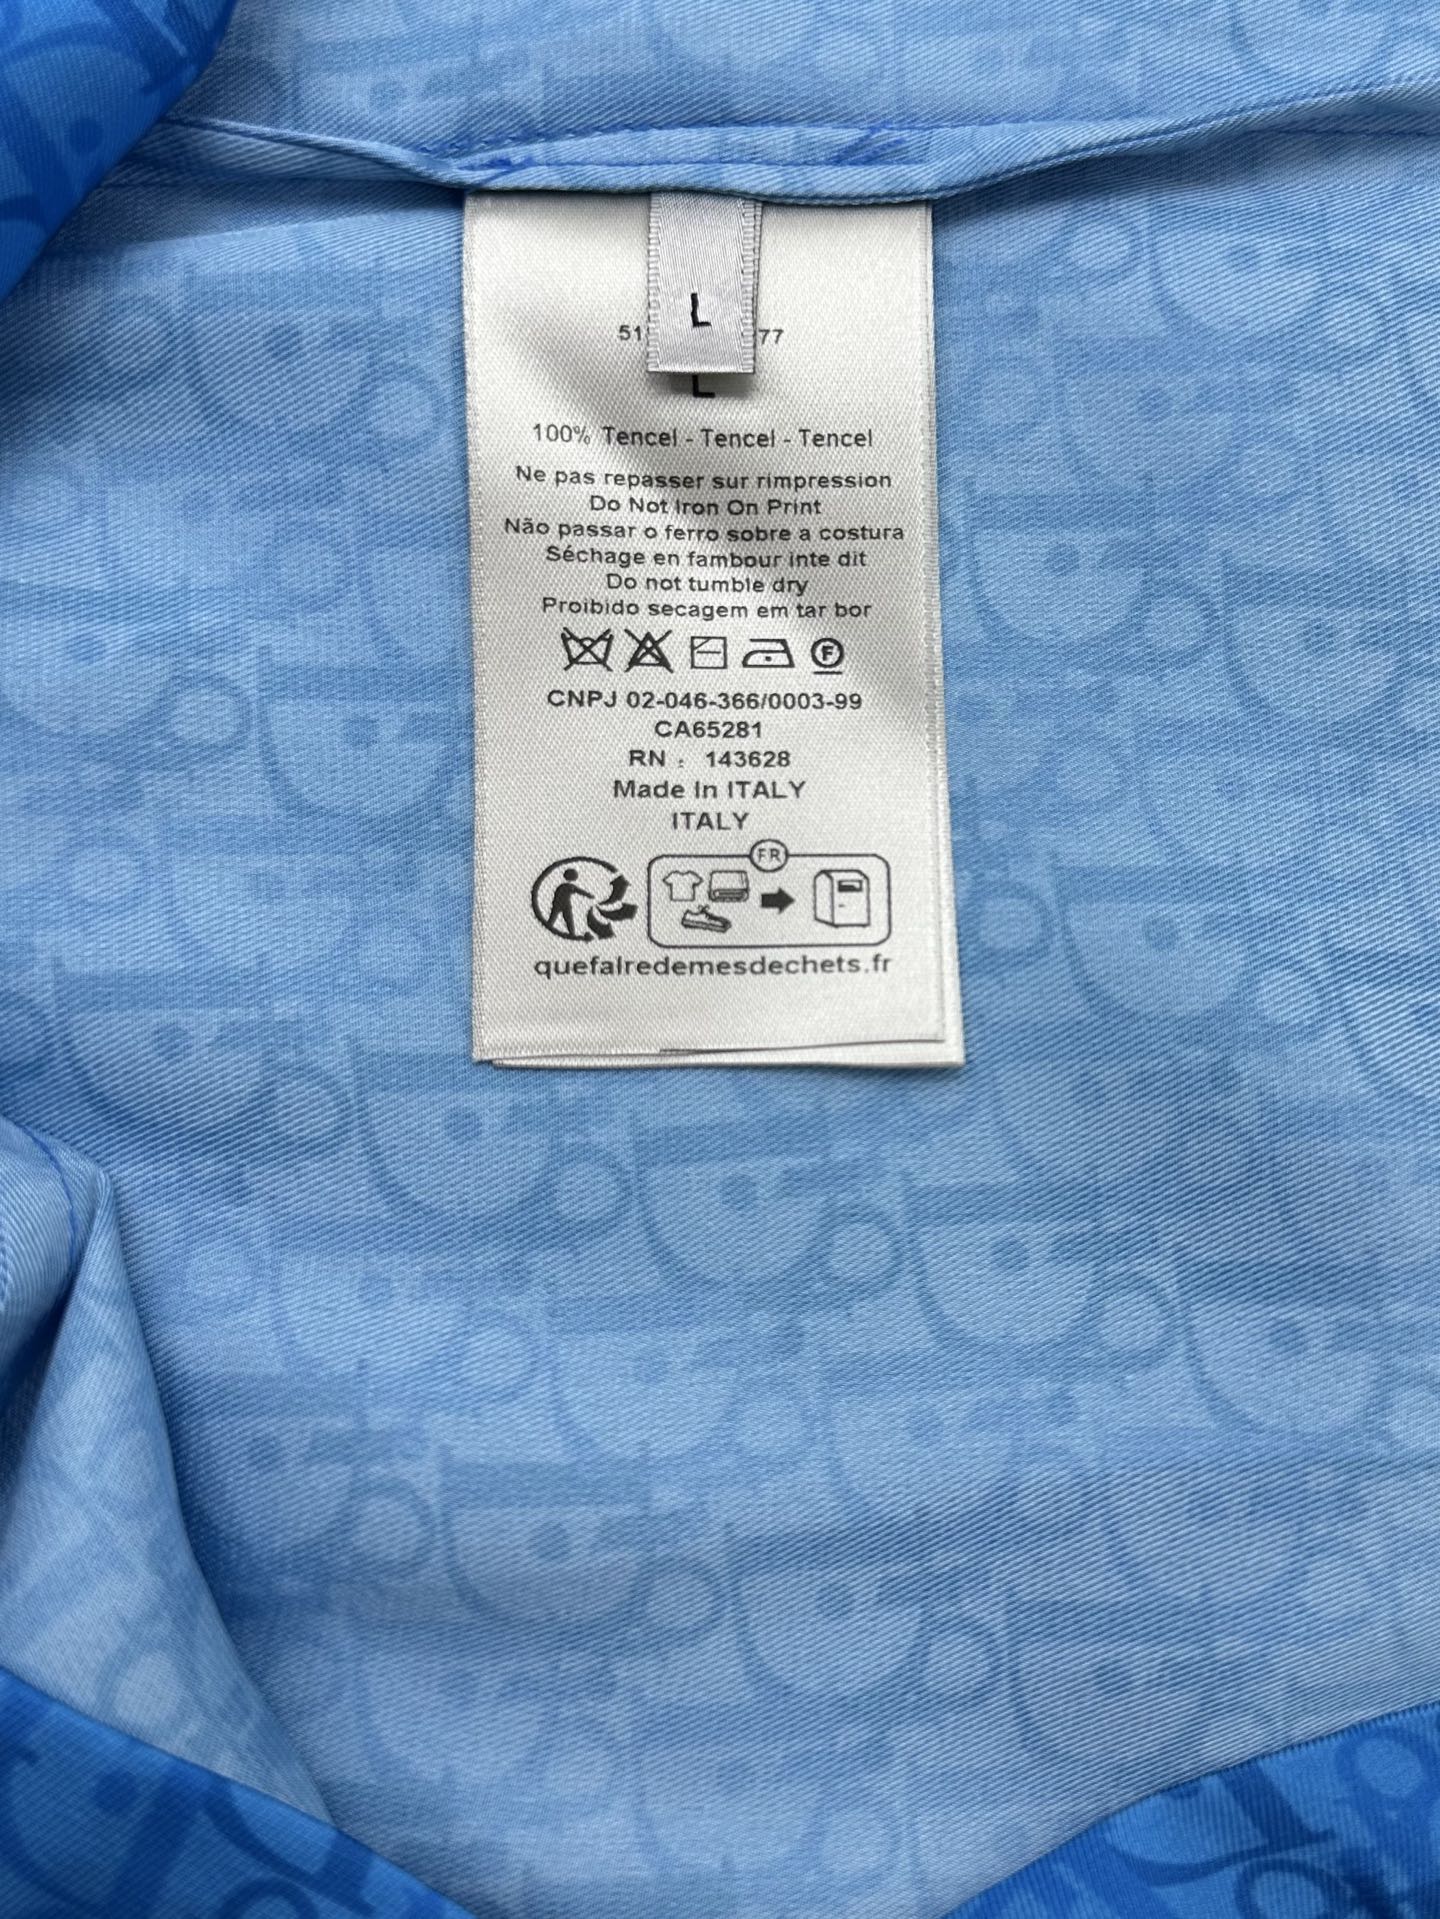 L
51 77
L
100% Tencel - Tencel - Tencel
Ne pas repasser sur rimpression
Do Not Iron On Print
Não passar o ferro sobre a costura
Séchage en fambour inte dit
Do not tumble dry
Proibido secagem em tar bor
F
CNPJ 02-046-366/0003-99
CA65281
RN : 143628
Made In ITALY
ITALY
FR
quefalredemesdechets.fr